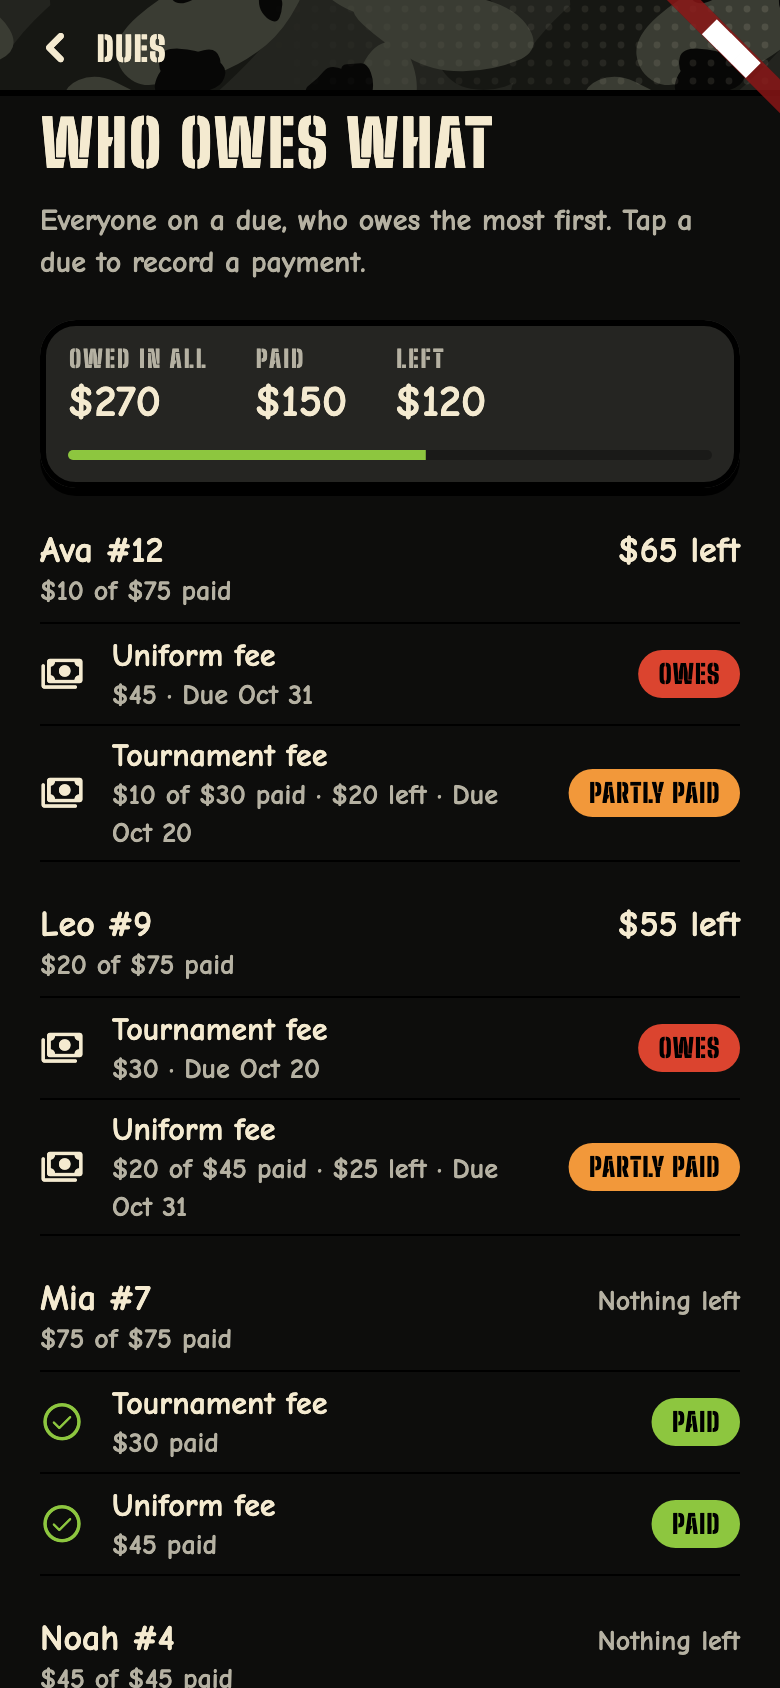 DUES
WHO OWES WHAT
Everyone on a due, who owes the most first. Tap a
due to record a payment.
OWED IN ALL PAID LEFT
$270 $150 $120
Ava #12 $65 left
$10 of $75 paid
Uniform fee
$45 · Due Oct 31
OWES
Tournament fee
$10 of $30 paid · $20 left · Due
Oct 20
PARTLY PAID
Leo #9 $55 left
$20 of $75 paid
Tournament fee
$30 · Due Oct 20
OWES
Uniform fee
$20 of $45 paid · $25 left · Due
Oct 31
PARTLY PAID
Mia #7 Nothing left
$75 of $75 paid
Tournament fee
$30 paid
PAID
Uniform fee
$45 paid
PAID
Noah #4 Nothing left
$45 of $45 paid